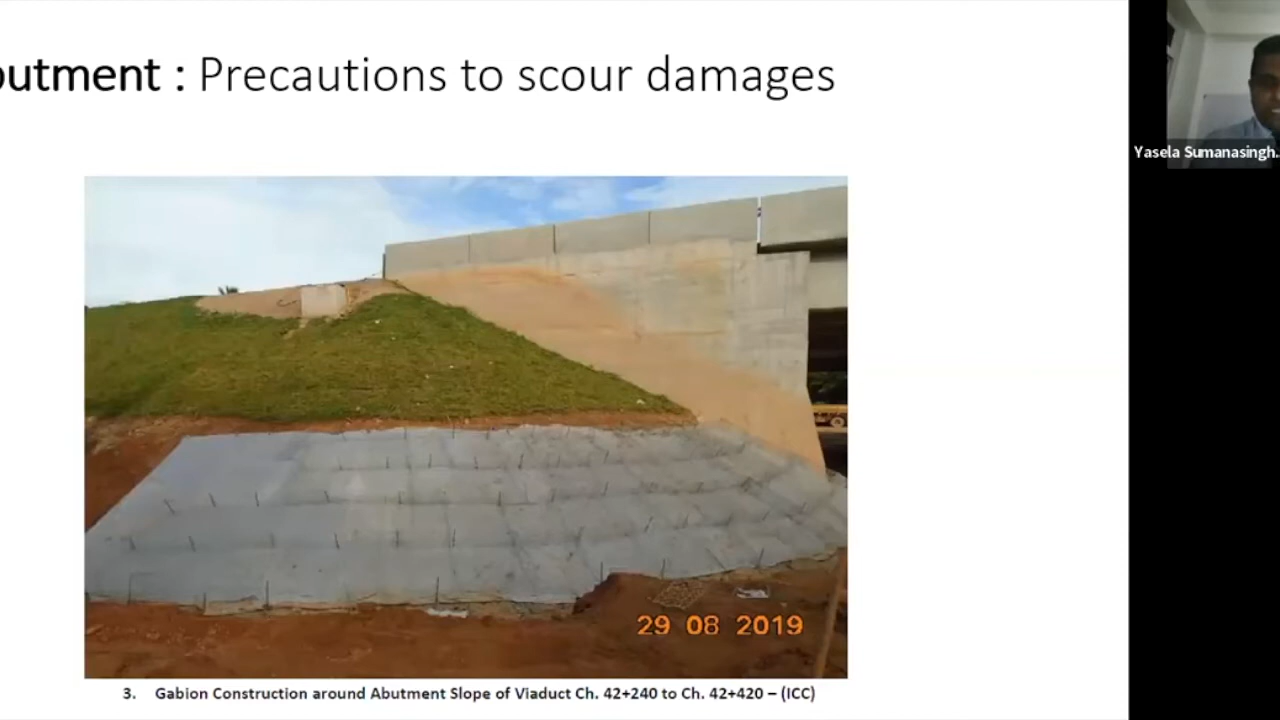 butment : Precautions to scour damages
Yasela Sumanasingh.
29 08 2019
3. Gabion Construction around Abutment Slope of Viaduct Ch. 42+240 to Ch. 42+420 – (ICC)